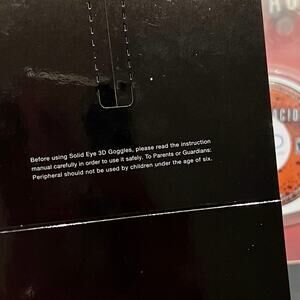 Before using Solid Eye 3D Goggles, please read the instruction
manual carefully in order to use it safely. To Parents or Guardians:
Peripheral should not be used by children under the age of six.